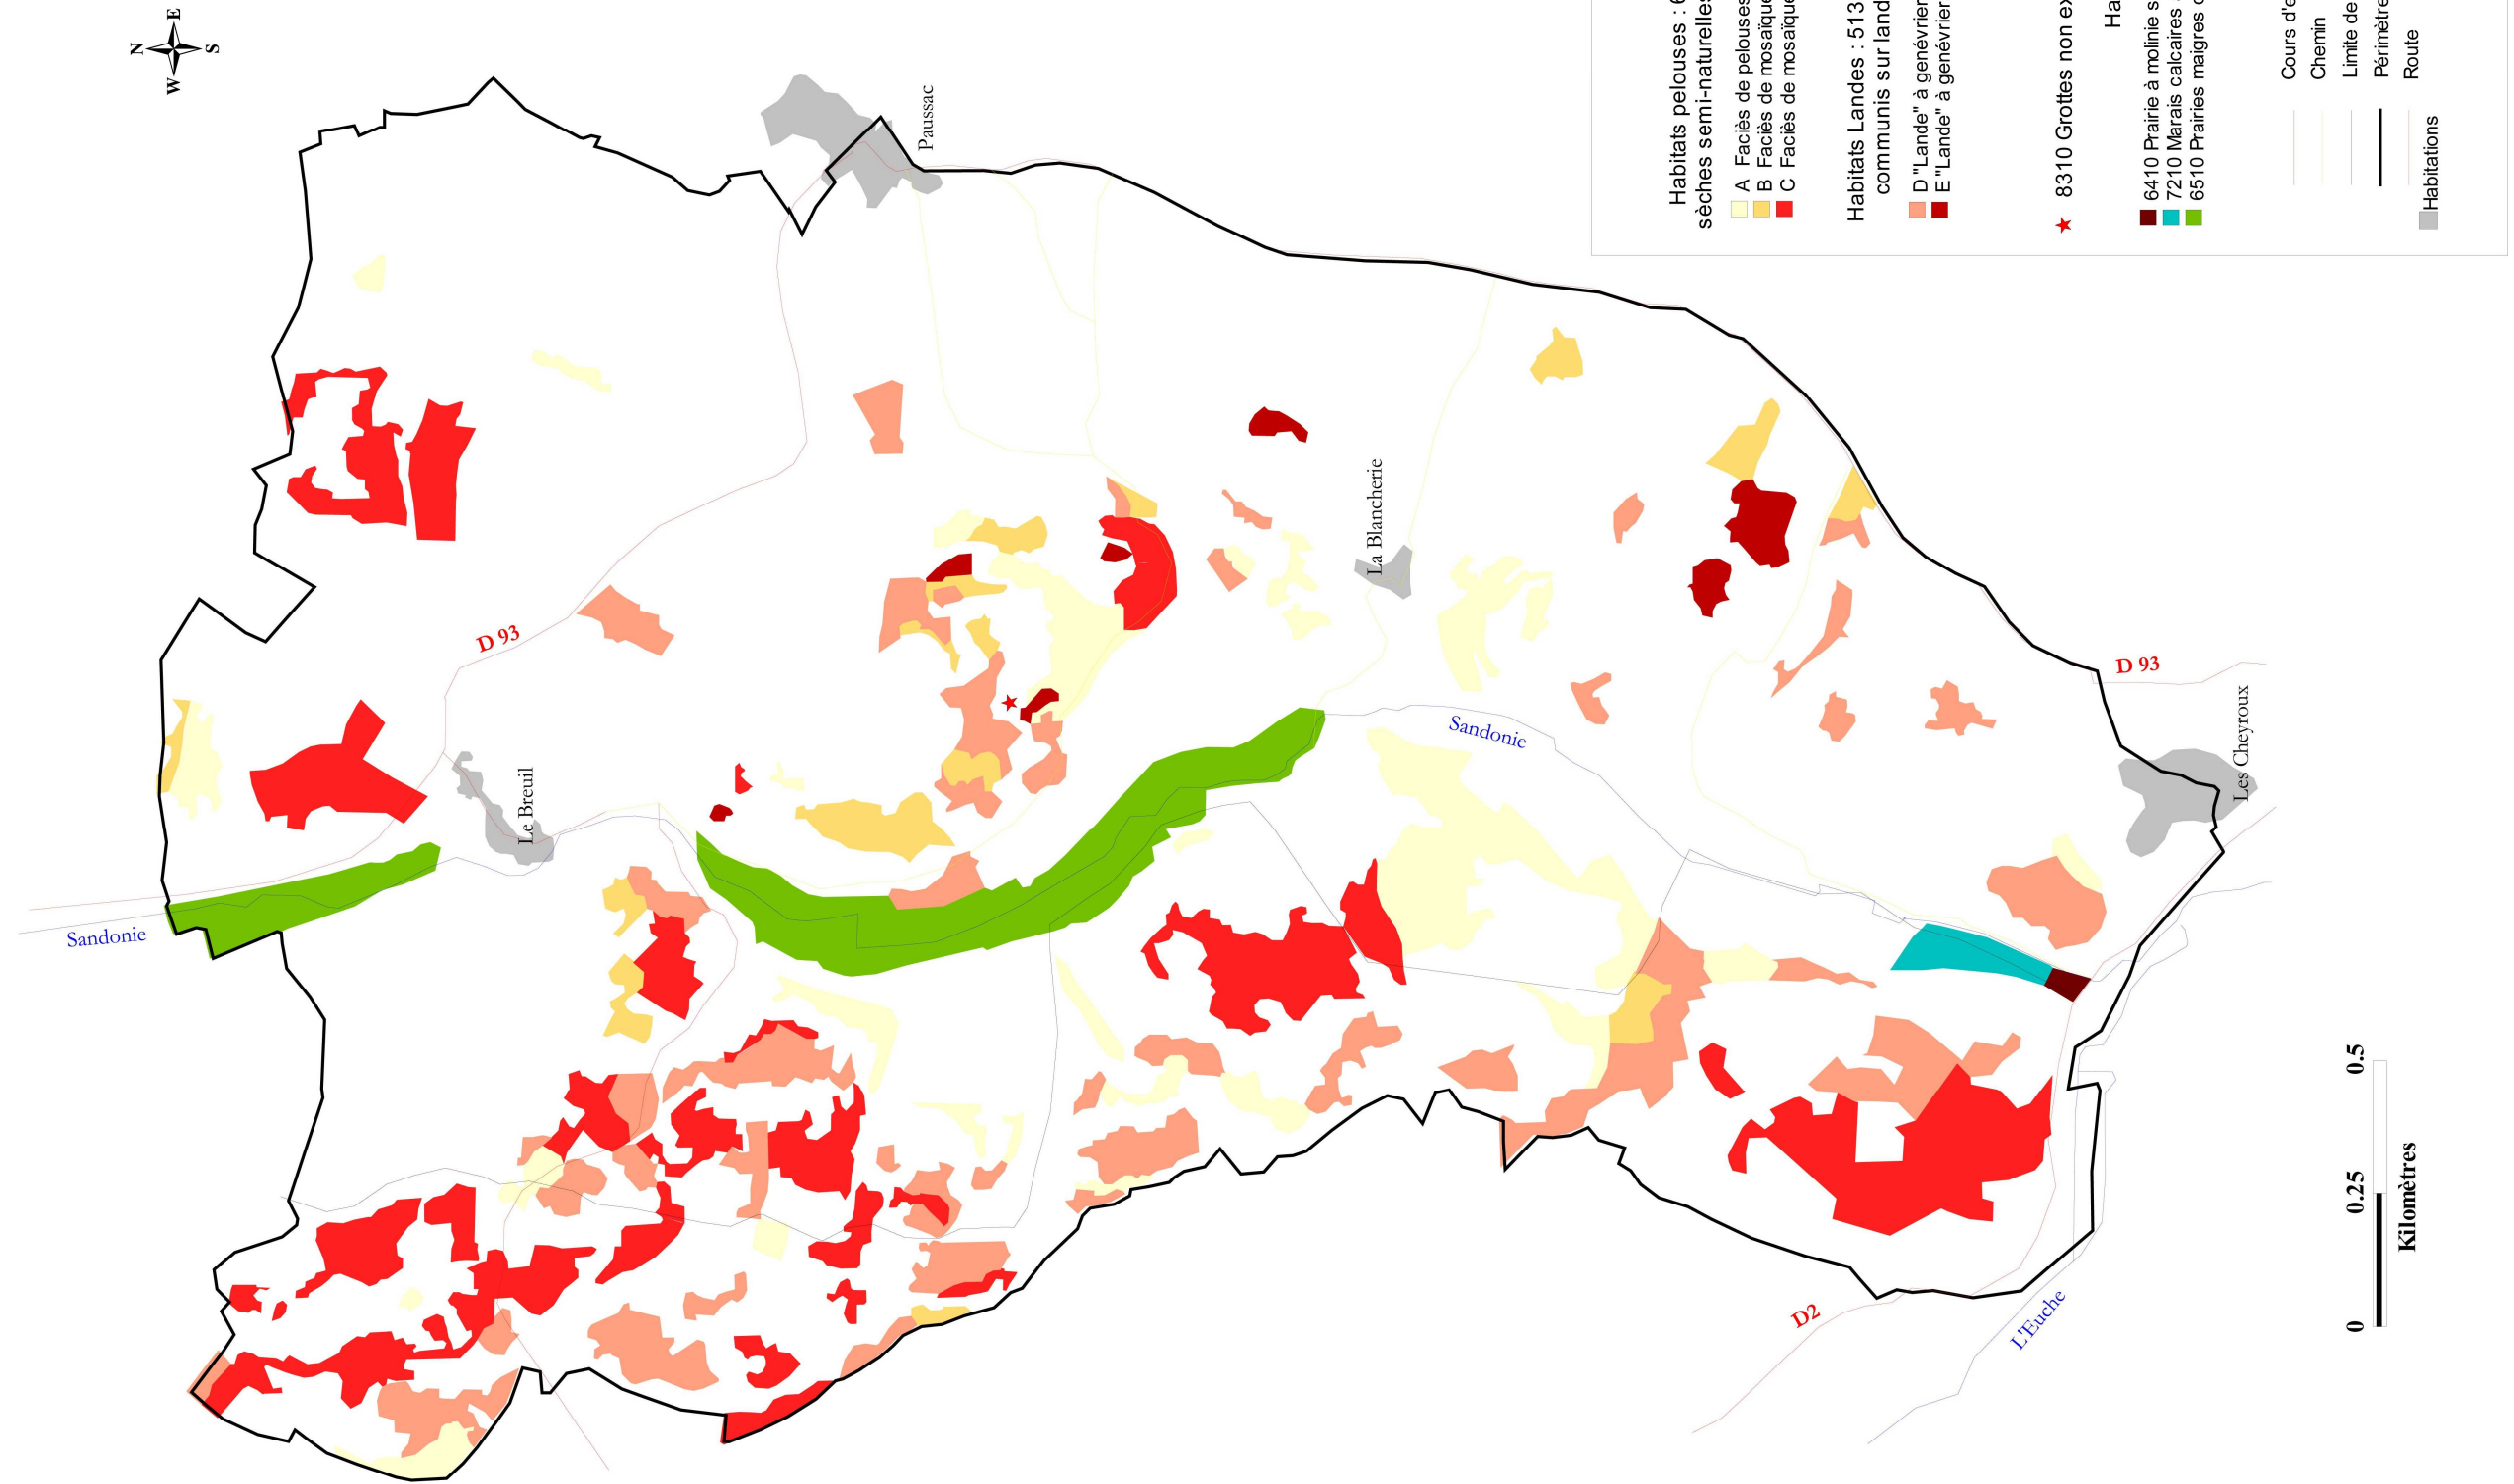 N
W E
S
Paussac
D 93
Le Breuil
Sandonie
La Blancherie
Sandonie
D 93
Les Cheyroux
D2
L'Euche
Habitats pelouses : 6
sèches semi-naturelles
A Faciès de pelouses
B Faciès de mosaïque
C Faciès de mosaïque
Habitats Landes : 513
communis sur land
D "Lande" à genévrier
E "Lande" à genévrier
8310 Grottes non ex
Ha
6410 Prairie à molinie s
7210 Marais calcaires
6510 Prairies maigres
Cours d'e
Chemin
Limite de
Périmètre
Route
Habitations
0 0.25 0.5
Kilomètres